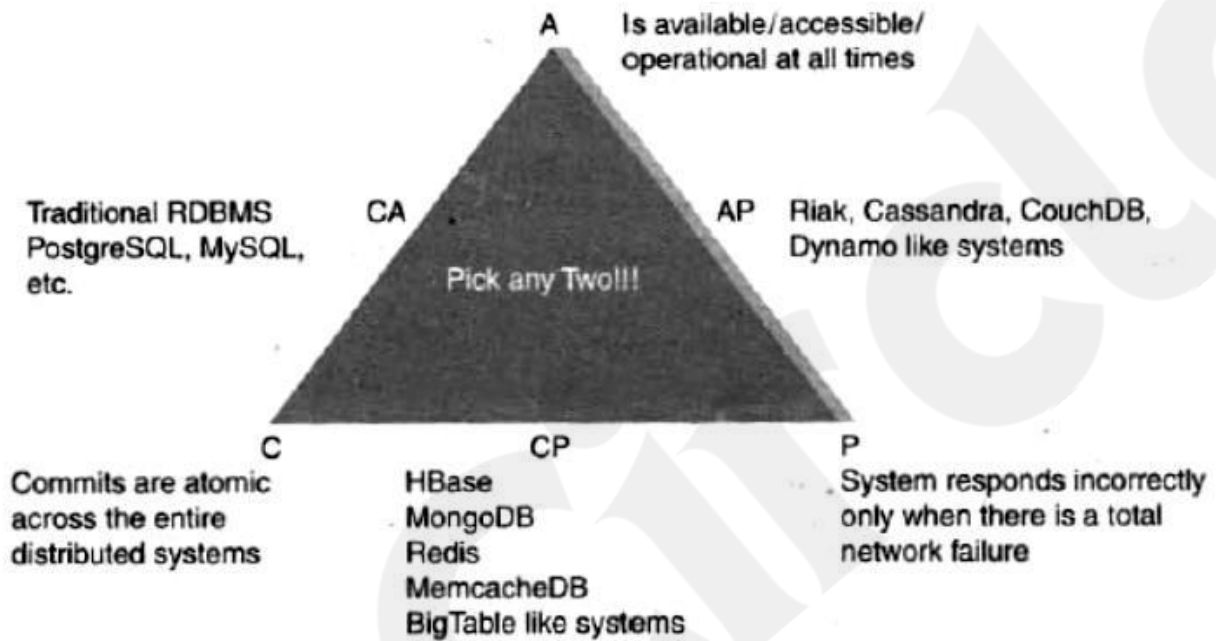 A
Is available/accessible/
operational at all times
Traditional RDBMS
PostgreSQL, MySQL,
etc.
CA
Pick any Two!!!
AP
Riak, Cassandra, CouchDB,
Dynamo like systems
C
CP
P
Commits are atomic
across the entire
distributed systems
HBase
MongoDB
Redis
MemcacheDB
BigTable like systems
System responds incorrectly
only when there is a total
network failure